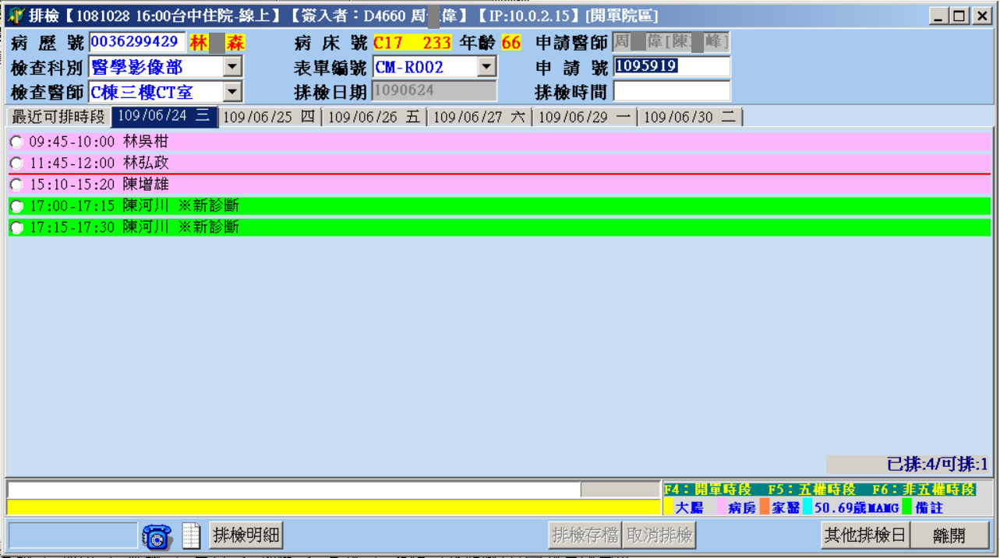 排檢【1081028 16:00台中住院-線上】【簽入者：D4660 周 偉】【IP:10.0.2.15】[開單院區]
病 歷 號 0036299429 林 森 病 床 號 C17 233 年齡 66 申請醫師 周 偉[陳 峰]
檢查科別 醫學影像部 表單編號 CM-R002 申 請 號 1095919
檢查醫師 C棟三樓CT室 排檢日期 1090624 排檢時間
最近可排時段 109/06/24 三 109/06/25 四 109/06/26 五 109/06/27 六 109/06/29 一 109/06/30 二
09:45-10:00 林吳柑
11:45-12:00 林弘政
15:10-15:20 陳增雄
17:00-17:15 陳河川 ※新診斷
17:15-17:30 陳河川 ※新診斷
已排:4/可排:1
F4：開單時段 F5：五權時段 F6：非五權時段
大腸 病房 家醫 50.69歲MAMG 備註
排檢明細 排檢存檔 取消排檢 其他排檢日 離開